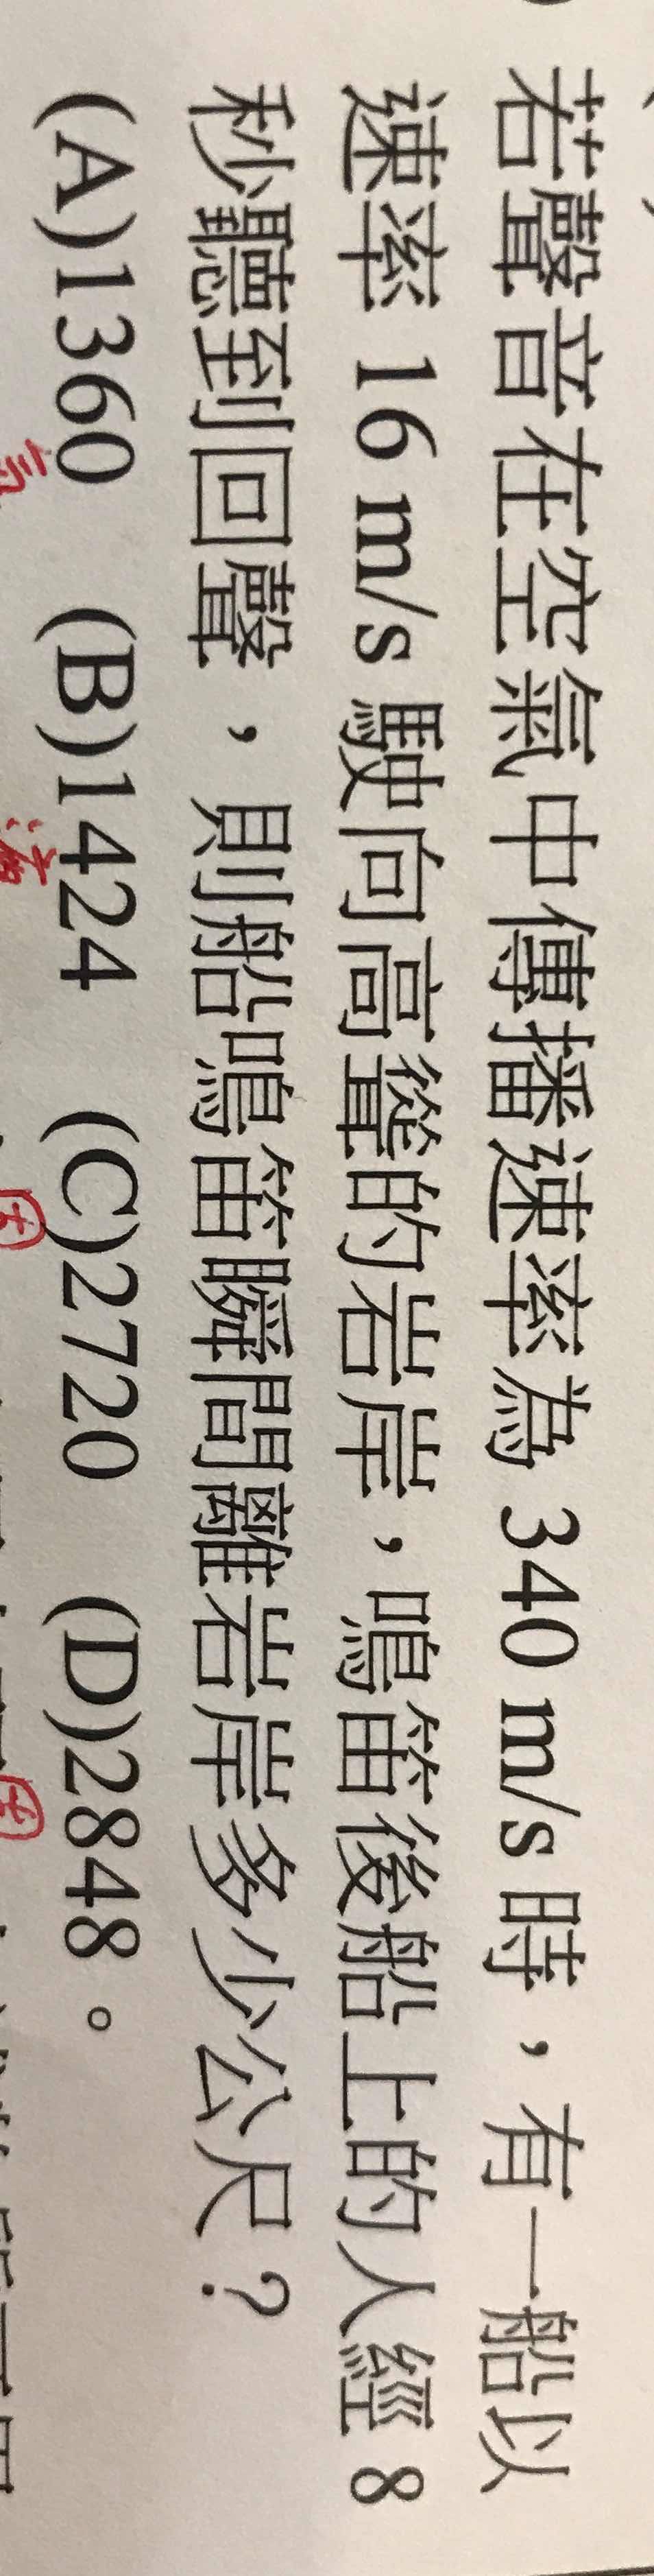 若聲音在空氣中傳播速率為 340 m/s 時，有一船以
速率 16 m/s 駛向高聳的岩岸，鳴笛後船上的人經 8
秒聽到回聲，則船鳴笛瞬間離岩岸多少公尺？
(A)1360 (B)1424 (C)2720 (D)2848。